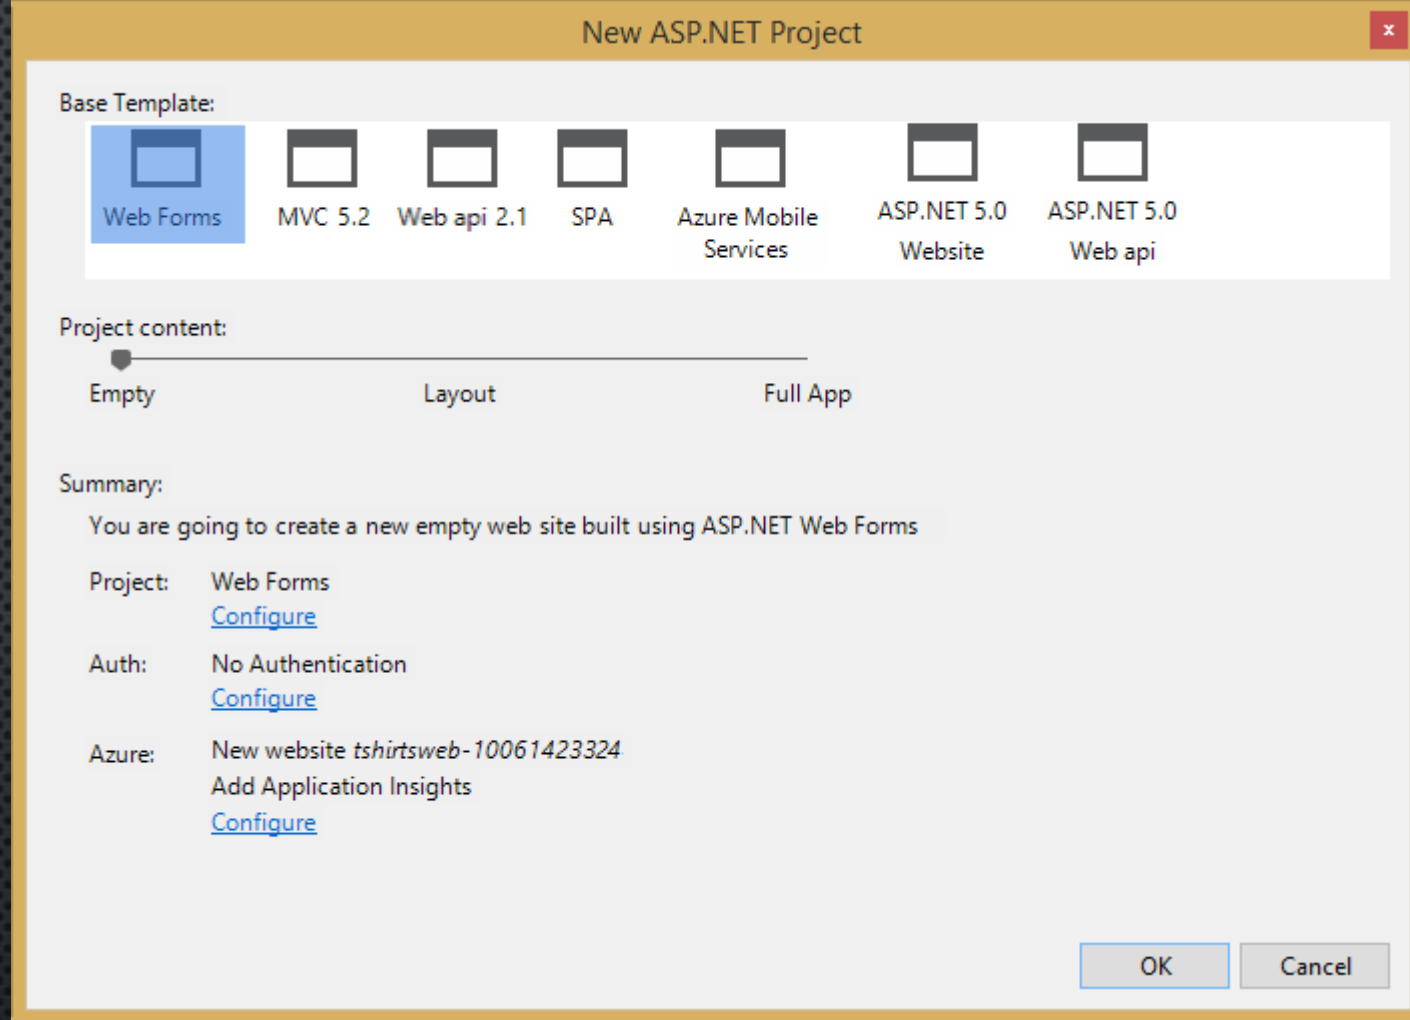 New ASP.NET Project
x
Base Template:
Web Forms
MVC 5.2
Web api 2.1
SPA
Azure Mobile
Services
ASP.NET 5.0
Website
ASP.NET 5.0
Web api
Project content:
Empty
Layout
Full App
Summary:
You are going to create a new empty web site built using ASP.NET Web Forms
Project: Web Forms
Configure
Auth: No Authentication
Configure
Azure: New website tshirtsweb-10061423324
Add Application Insights
Configure
OK
Cancel